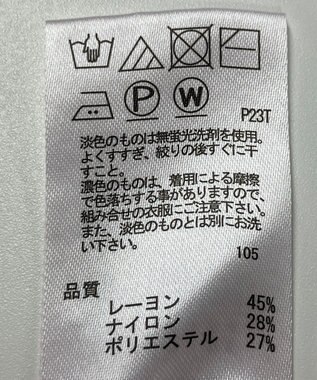 P W P23T
淡色のものは無蛍光洗剤を使用。
よくすすぎ、絞りの後すぐに干
すこと。
濃色のものは、着用による摩擦
で色落ちする事がありますので、
組み合せの衣服にご注意下さい。
また、淡色のものとは別にお洗
い下さい。
105
品質
レーヨン 45%
ナイロン 28%
ポリエステル 27%